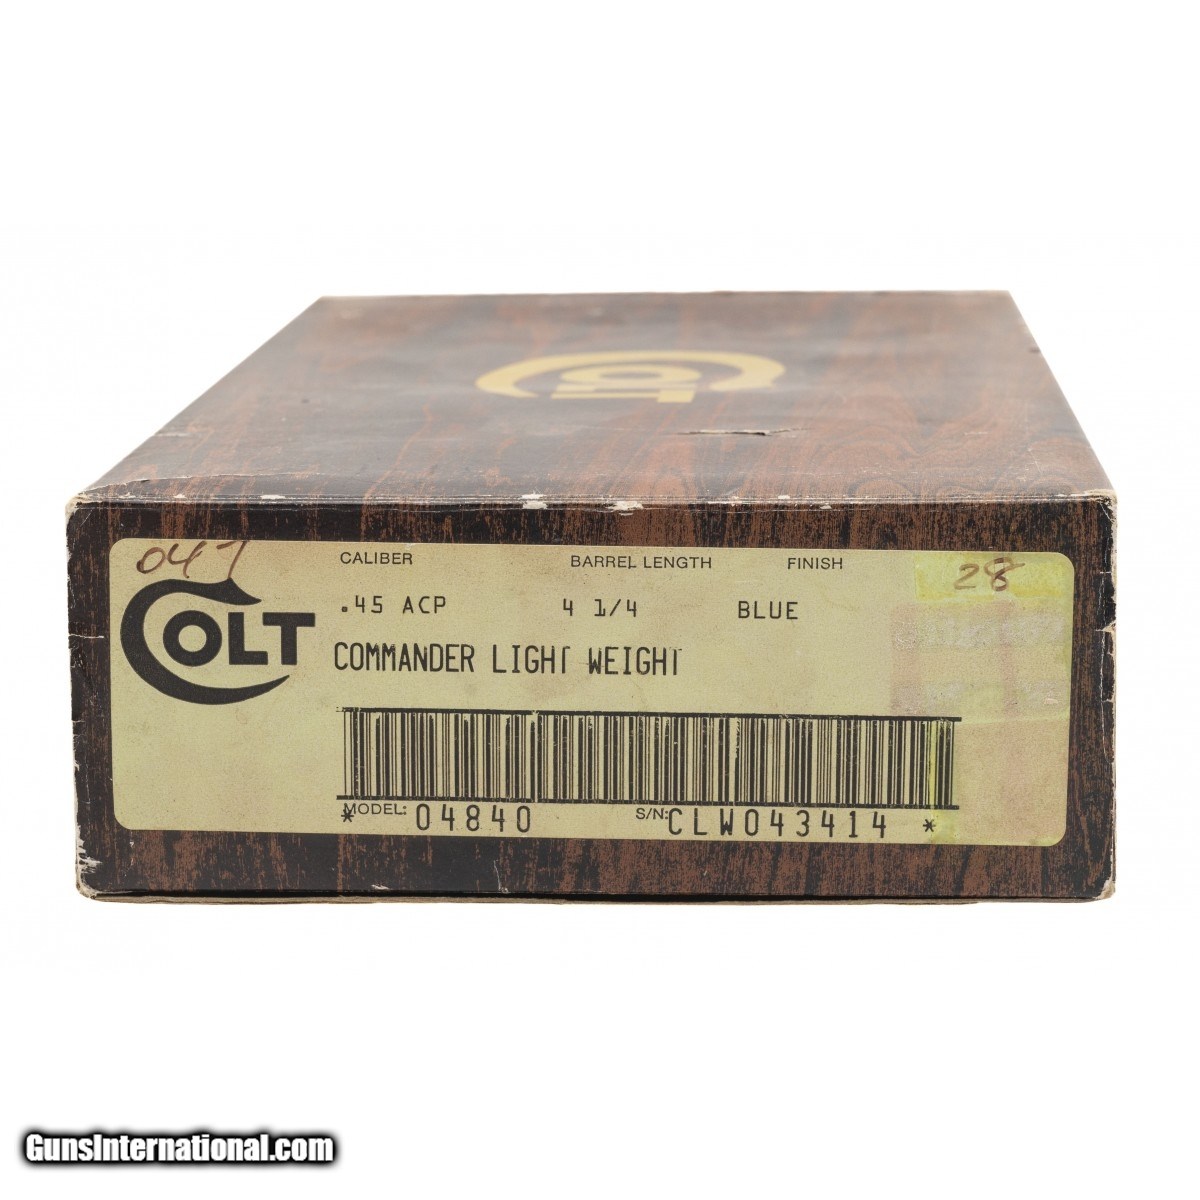 COLT
047
CALIBER BARREL LENGTH FINISH 28
.45 ACP 4 1/4 BLUE
COLT
COMMANDER LIGHT WEIGHT
MODEL: S/N:
* 04840 CLW043414 *
GunsInternational.com